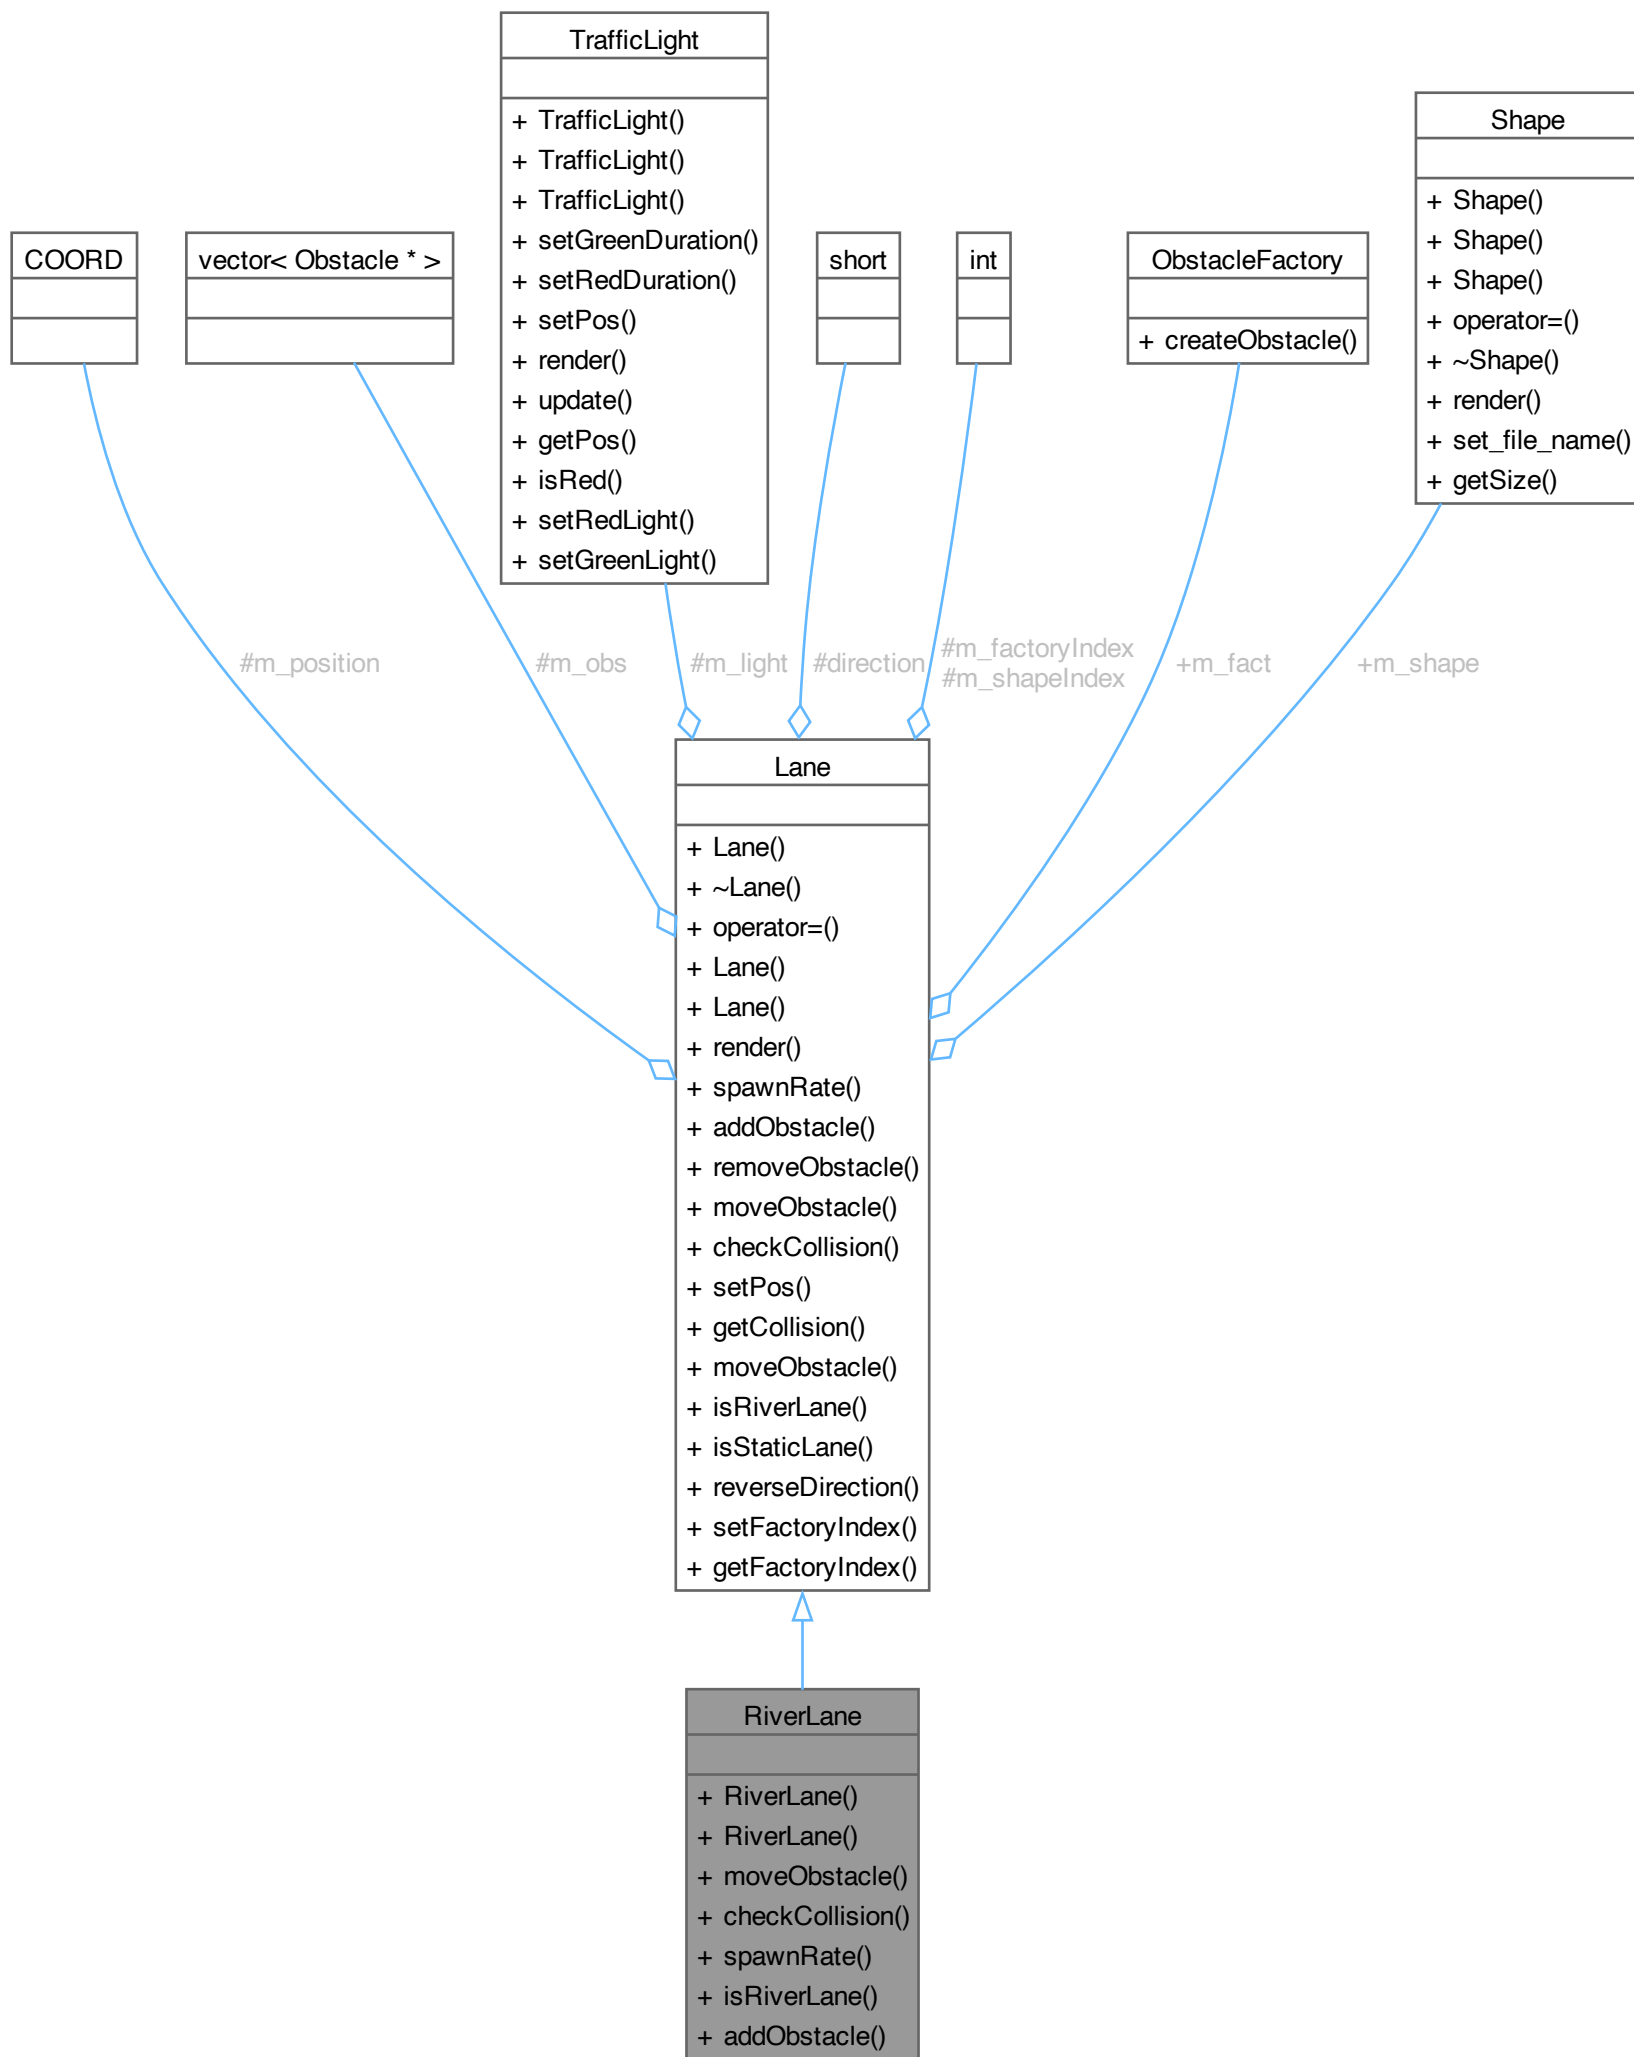 TrafficLight
+ TrafficLight()
+ TrafficLight()
+ TrafficLight()
+ setGreenDuration()
+ setRedDuration()
+ setPos()
+ render()
+ update()
+ getPos()
+ isRed()
+ setRedLight()
+ setGreenLight()
Shape
+ Shape()
+ Shape()
+ Shape()
+ operator=()
+ ~Shape()
+ render()
+ set_file_name()
+ getSize()
COORD
vector< Obstacle * >
short
int
ObstacleFactory
+ createObstacle()
#m_position
#m_obs
#m_light
#direction
#m_factoryIndex
#m_shapeIndex
+m_fact
+m_shape
Lane
+ Lane()
+ ~Lane()
+ operator=()
+ Lane()
+ Lane()
+ render()
+ spawnRate()
+ addObstacle()
+ removeObstacle()
+ moveObstacle()
+ checkCollision()
+ setPos()
+ getCollision()
+ moveObstacle()
+ isRiverLane()
+ isStaticLane()
+ reverseDirection()
+ setFactoryIndex()
+ getFactoryIndex()
RiverLane
+ RiverLane()
+ RiverLane()
+ moveObstacle()
+ checkCollision()
+ spawnRate()
+ isRiverLane()
+ addObstacle()